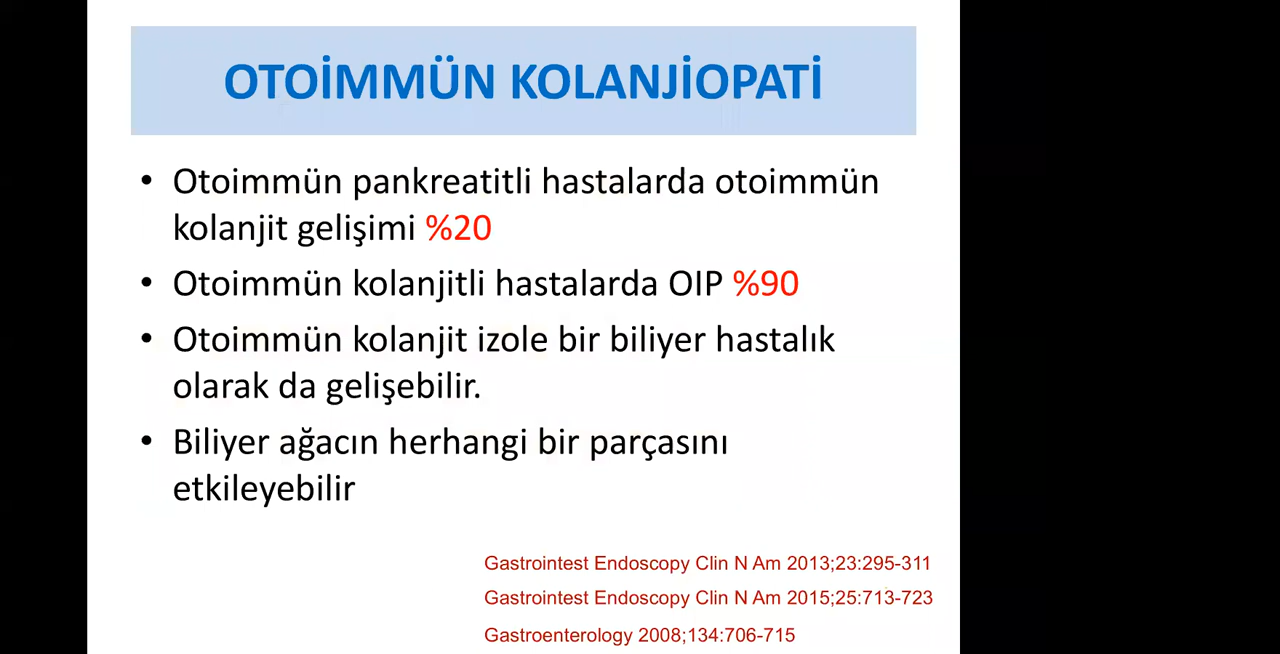 OTOİMMÜN KOLANJİOPATİ
• Otoimmün pankreatitli hastalarda otoimmün
kolanjit gelişimi %20
• Otoimmün kolanjitli hastalarda OIP %90
• Otoimmün kolanjit izole bir biliyer hastalık
olarak da gelişebilir.
• Biliyer ağacın herhangi bir parçasını
etkileyebilir
Gastrointest Endoscopy Clin N Am 2013;23:295-311
Gastrointest Endoscopy Clin N Am 2015;25:713-723
Gastroenterology 2008;134:706-715